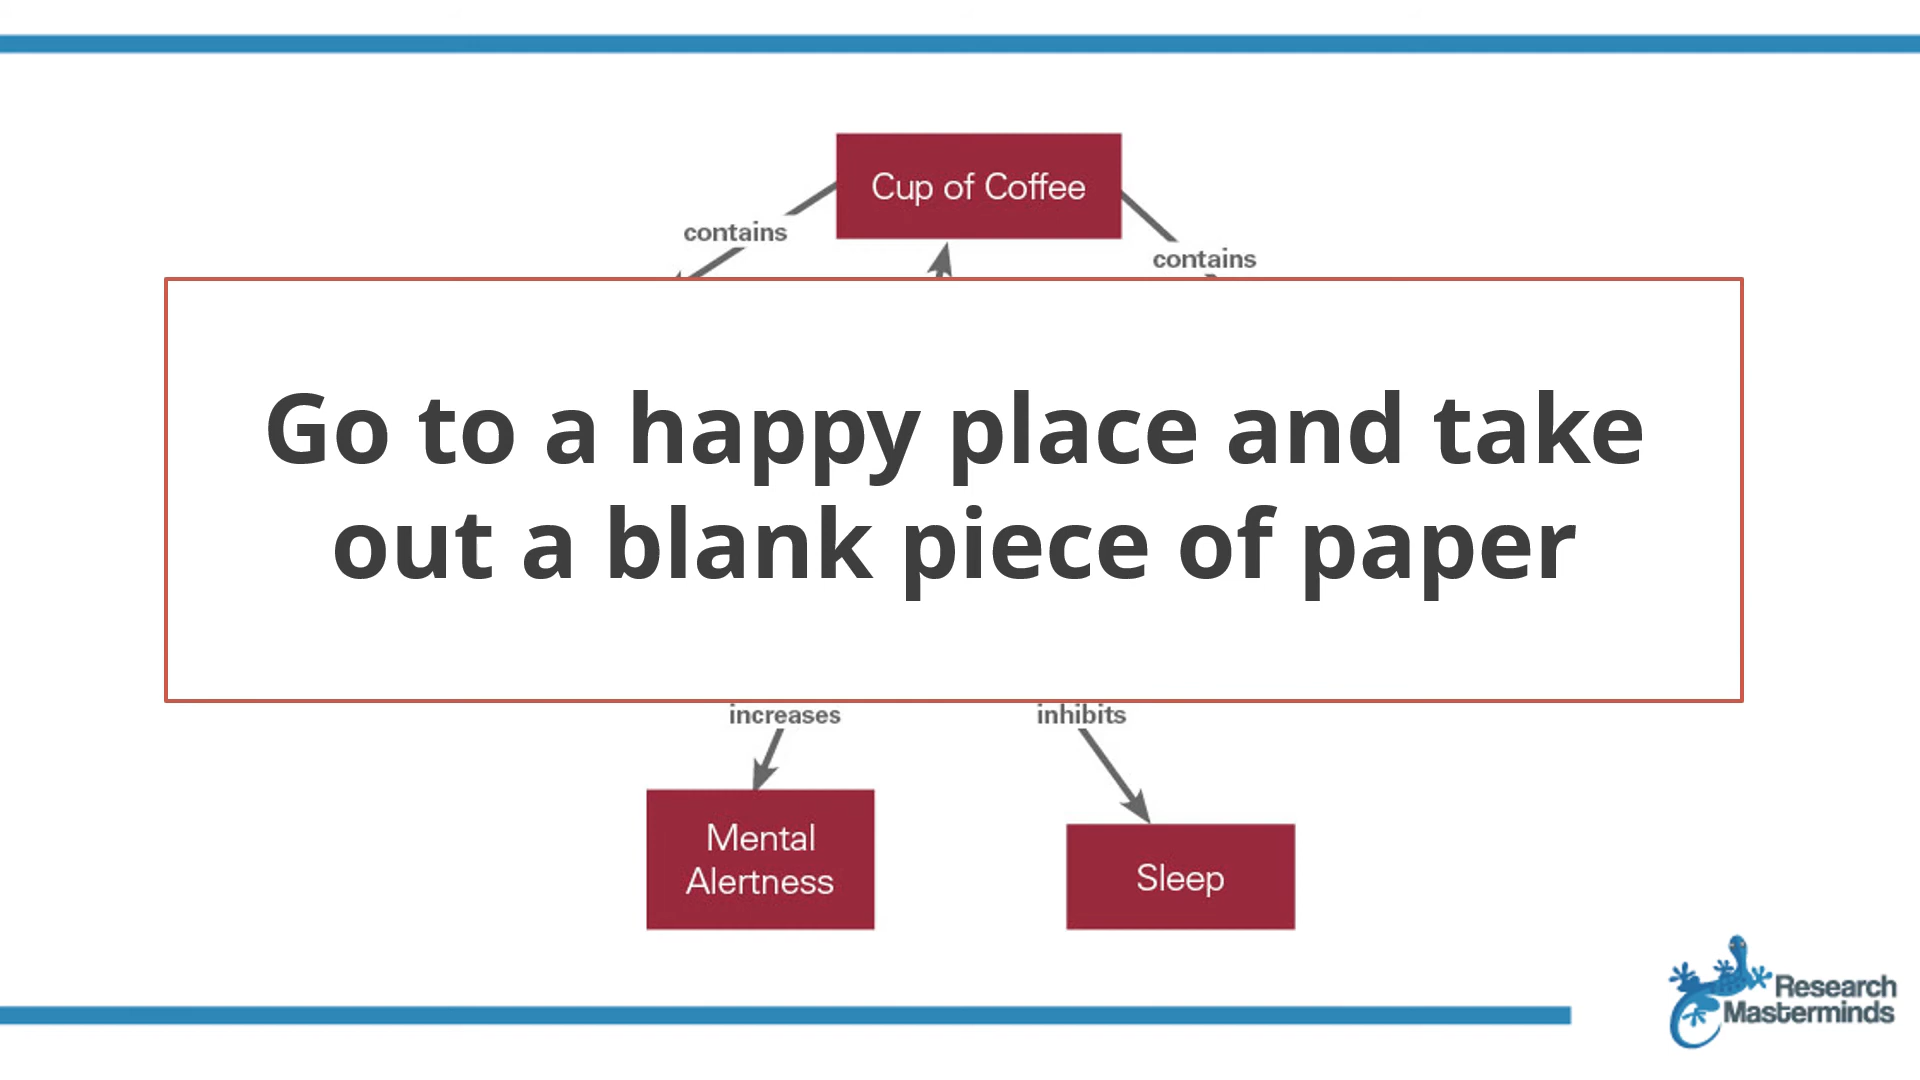 Cup of Coffee
contains
contains
Go to a happy place and take
out a blank piece of paper
increases
inhibits
Mental
Alertness
Sleep
Research
Masterminds